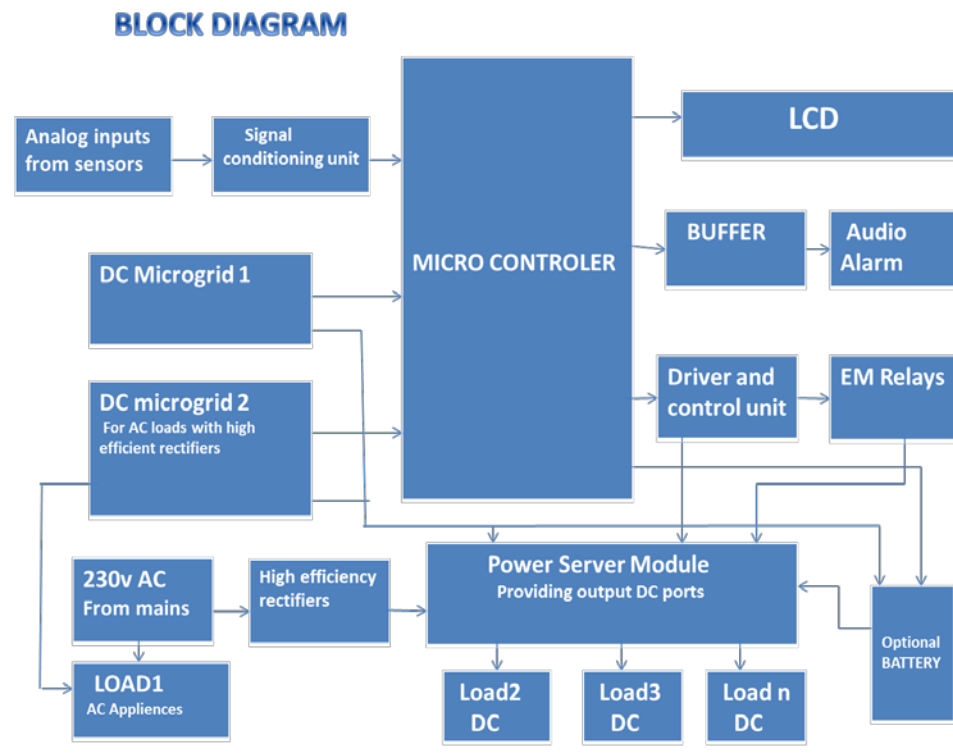 BLOCK DIAGRAM
Analog inputs
from sensors
Signal
conditioning unit
MICRO CONTROLER
LCD
BUFFER
Audio
Alarm
DC Microgrid 1
DC microgrid 2
For AC loads with high
efficient rectifiers
Driver and
control unit
EM Relays
230v AC
From mains
High efficiency
rectifiers
Power Server Module
Providing output DC ports
Optional
BATTERY
LOAD1
AC Appliences
Load2
DC
Load3
DC
Load n
DC